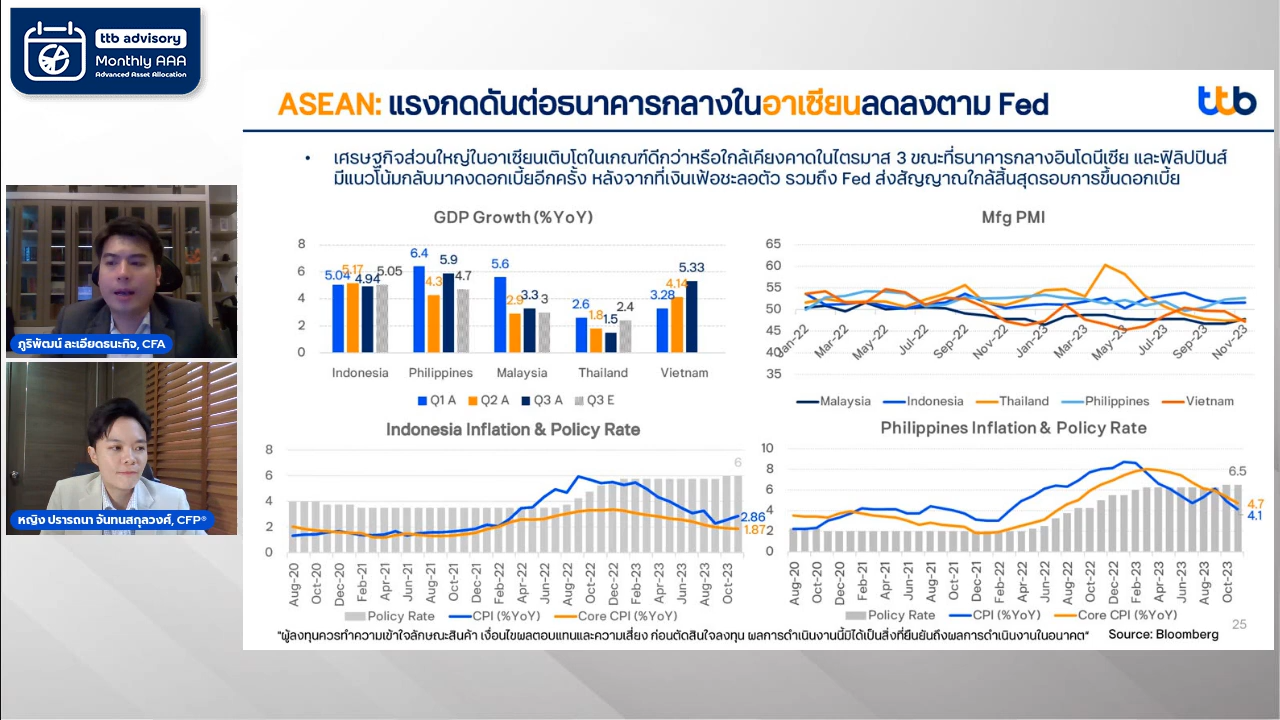 ttb advisory
Monthly AAA
Advanced Asset Allocation
ภูริพัฒน์ ละเอียดธนะกิจ, CFA
หญิง ปรารถนา จันทนสกุลวงศ์, CFP®
ASEAN: แรงกดดันต่อธนาคารกลางในอาเซียนลดลงตาม Fed
ttb
• เศรษฐกิจส่วนใหญ่ในอาเซียนเติบโตในเกณฑ์ดีกว่าหรือใกล้เคียงคาดในไตรมาส 3 ขณะที่ธนาคารกลางอินโดนีเซีย และฟิลิปปินส์
มีแนวโน้มกลับมาคงดอกเบี้ยอีกครั้ง หลังจากที่เงินเฟ้อชะลอตัว รวมถึง Fed ส่งสัญญาณใกล้สิ้นสุดรอบการขึ้นดอกเบี้ย
GDP Growth (%YoY)
8
6
4
2
0
5.04 5.17 4.94 5.05
6.4 4.3 5.9 4.7
5.6 2.9 3.3 3
2.6 1.8 1.5 2.4
3.28 4.14 5.33
Indonesia Philippines Malaysia Thailand Vietnam
Q1 A Q2 A Q3 A Q3 E
Mfg PMI
65
60
55
50
45
40
35
Jan-22 Mar-22 May-22 Jul-22 Sep-22 Nov-22 Jan-23 Mar-23 May-23 Jul-23 Sep-23 Nov-23
Malaysia Indonesia Thailand Philippines Vietnam
Indonesia Inflation & Policy Rate
8
6
4
2
0
6
2.86
1.87
Aug-20 Oct-20 Dec-20 Feb-21 Apr-21 Jun-21 Aug-21 Oct-21 Dec-21 Feb-22 Apr-22 Jun-22 Aug-22 Oct-22 Dec-22 Feb-23 Apr-23 Jun-23 Aug-23 Oct-23
Policy Rate CPI (%YoY) Core CPI (%YoY)
Philippines Inflation & Policy Rate
10
8
6
4
2
0
6.5
4.7
4.1
Aug-20 Oct-20 Dec-20 Feb-21 Apr-21 Jun-21 Aug-21 Oct-21 Dec-21 Feb-22 Apr-22 Jun-22 Aug-22 Oct-22 Dec-22 Feb-23 Apr-23 Jun-23 Aug-23 Oct-23
Policy Rate CPI (%YoY) Core CPI (%YoY)
25
"ผู้ลงทุนควรทำความเข้าใจลักษณะสินค้า เงื่อนไขผลตอบแทนและความเสี่ยง ก่อนตัดสินใจลงทุน ผลการดำเนินงานนี้มิได้เป็นสิ่งที่ยืนยันถึงผลการดำเนินงานในอนาคต" Source: Bloomberg